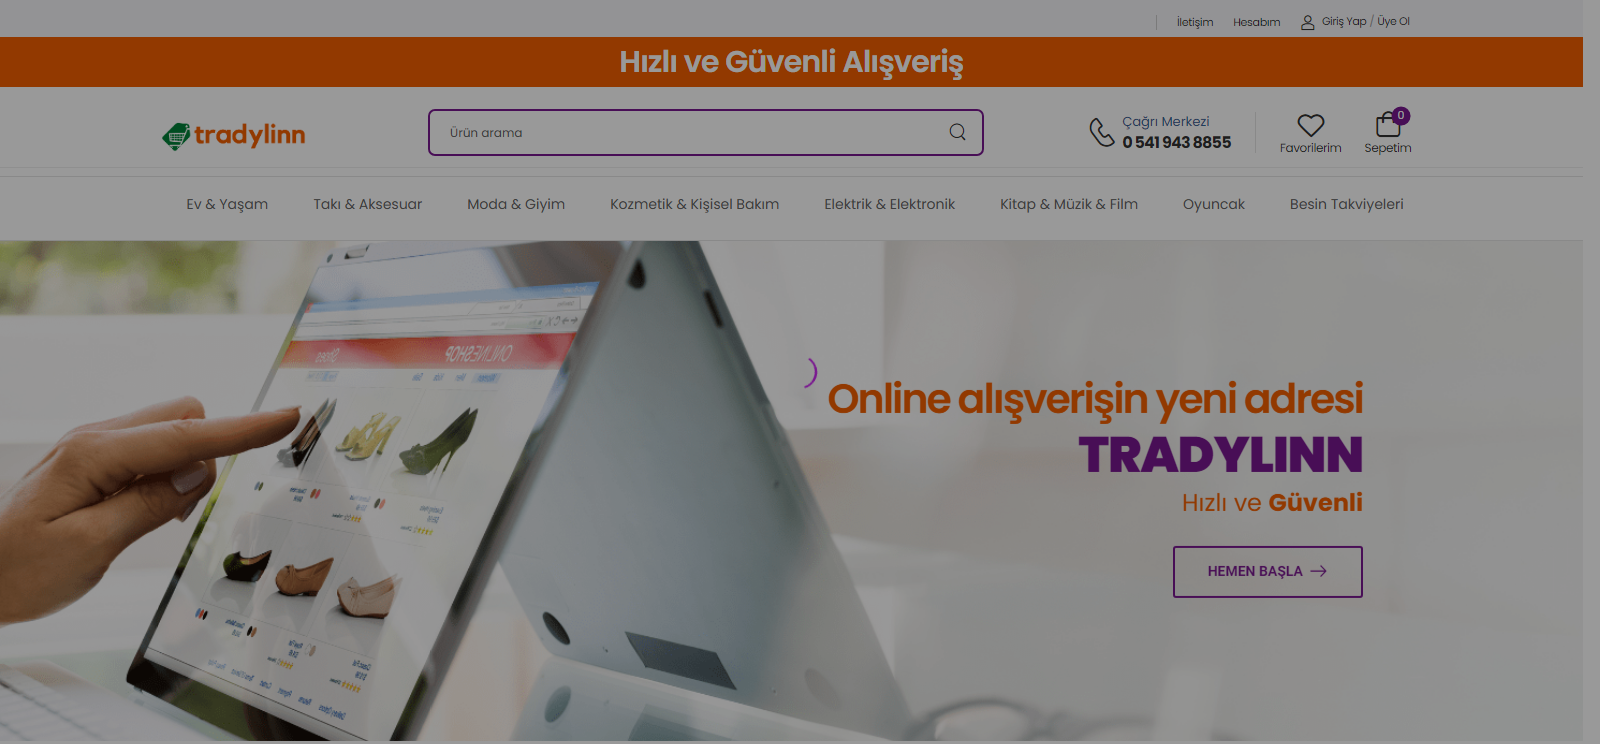 İletişim
Hesabım
Giriş Yap / Üye Ol
Hızlı ve Güvenli Alışveriş
tradylinn
Ürün arama
Çağrı Merkezi
0 541 943 8855
Favorilerim
0
Sepetim
Ev & Yaşam
Takı & Aksesuar
Moda & Giyim
Kozmetik & Kişisel Bakım
Elektrik & Elektronik
Kitap & Müzik & Film
Oyuncak
Besin Takviyeleri
ONLINESHOP
Shoes
Online alışverişin yeni adresi
TRADYLINN
Hızlı ve Güvenli
HEMEN BAŞLA